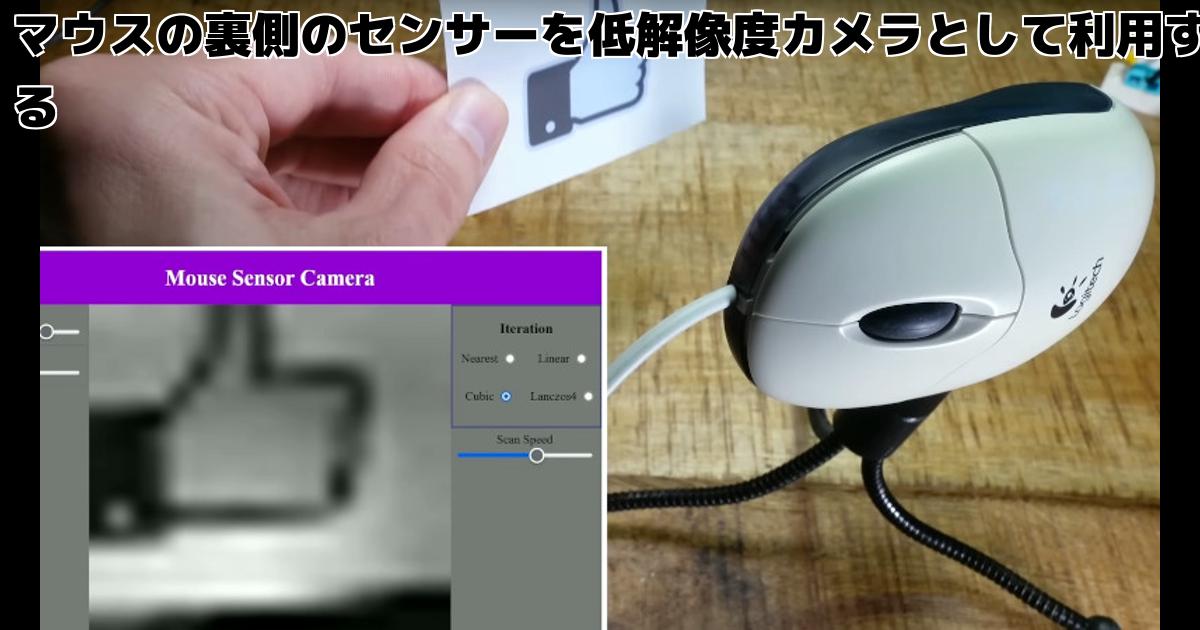 マウスの裏側のセンサーを低解像度カメラとして利用す
る
Mouse Sensor Camera
Iteration
Nearest Linear
Cubic Lanczos4
Scan Speed
Logitech